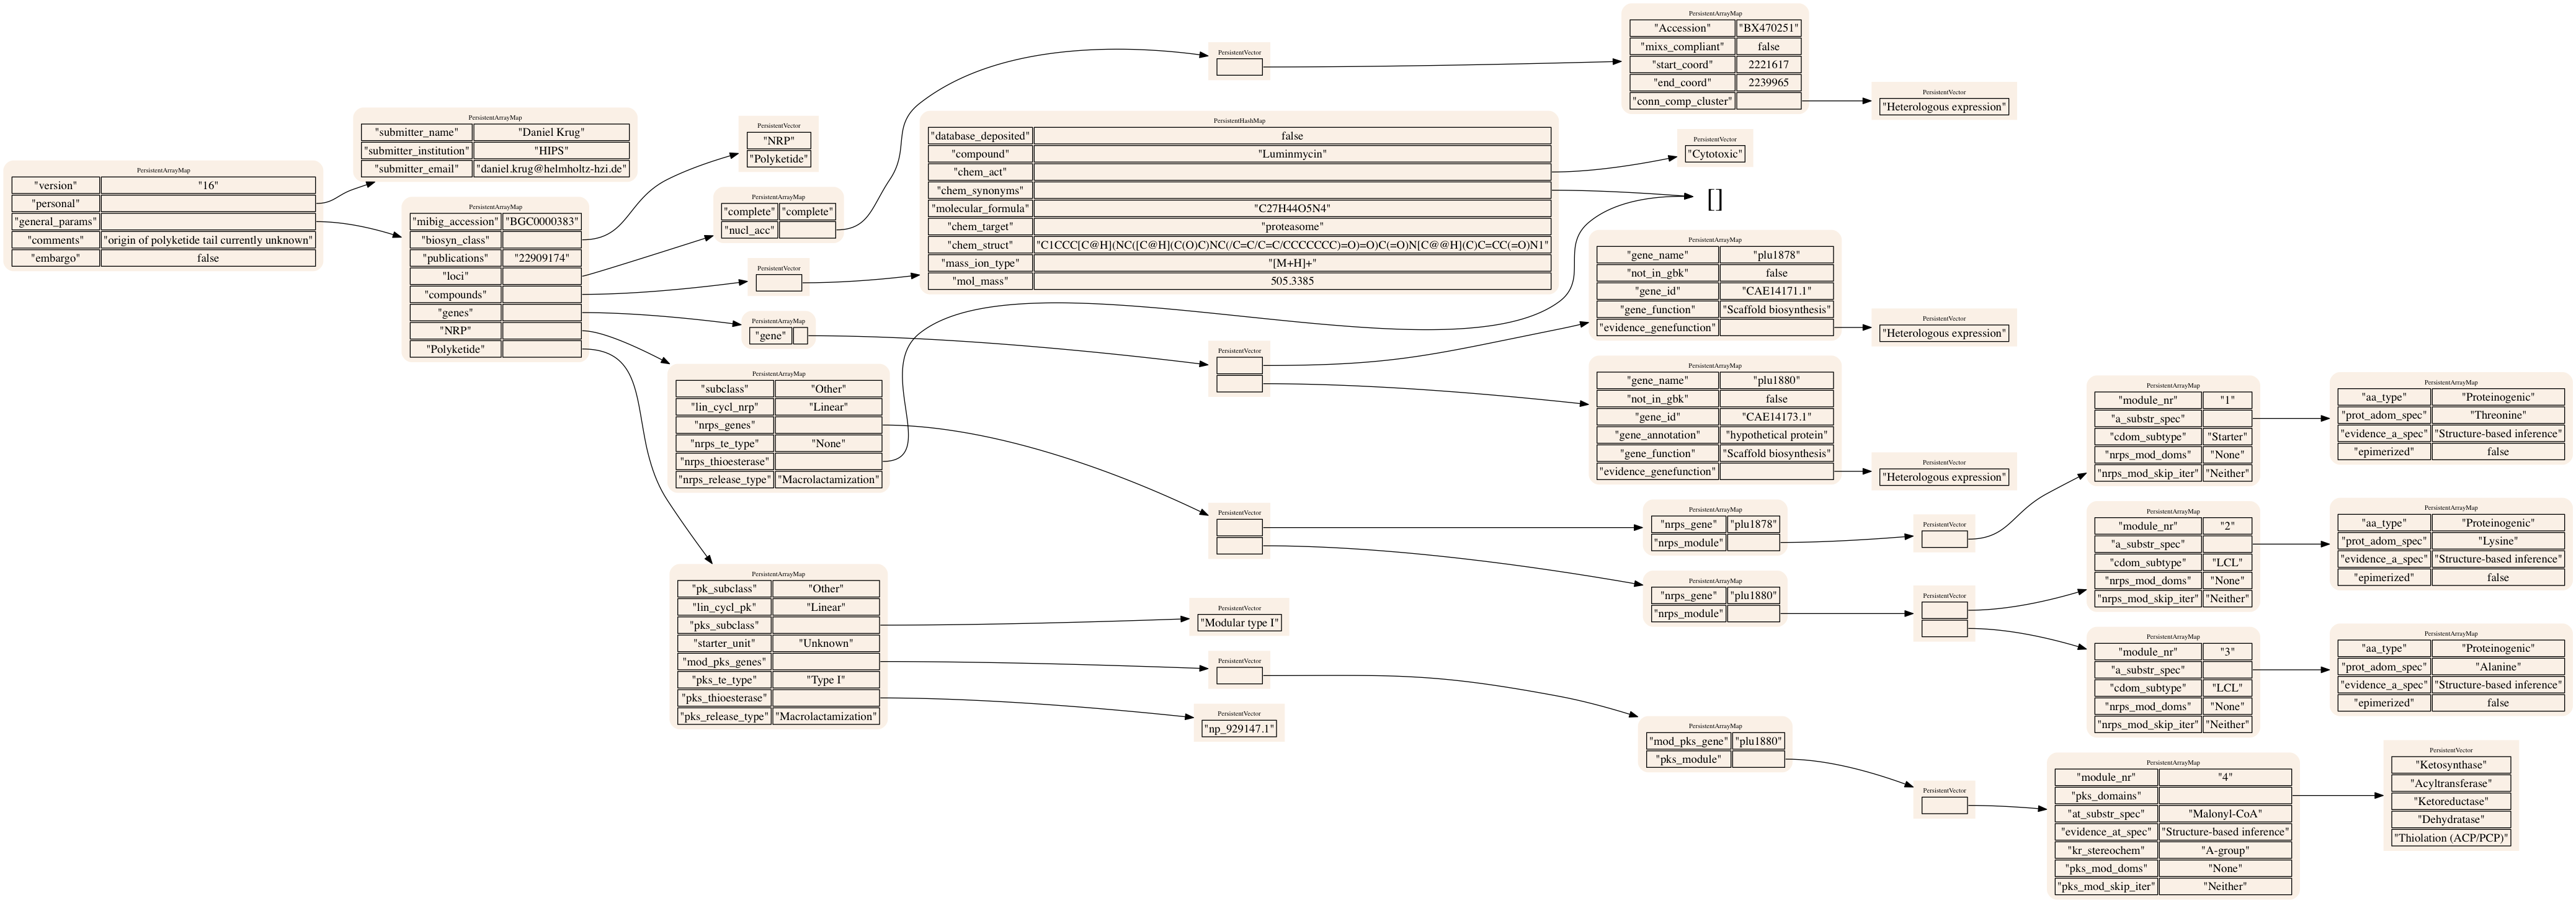 PersistentArrayMap
"version" "16"
"personal"
"general_params"
"comments" "origin of polyketide tail currently unknown"
"embargo" false
PersistentArrayMap
"submitter_name" "Daniel Krug"
"submitter_institution" "HIPS"
"submitter_email" "daniel.krug@helmholtz-hzi.de"
PersistentArrayMap
"mibig_accession" "BGC0000383"
"biosyn_class"
"publications" "22909174"
"loci"
"compounds"
"genes"
"NRP"
"Polyketide"
PersistentVector
"NRP"
"Polyketide"
PersistentArrayMap
"complete" "complete"
"nucl_acc"
PersistentVector
PersistentArrayMap
"gene"
PersistentArrayMap
"subclass" "Other"
"lin_cycl_nrp" "Linear"
"nrps_genes"
"nrps_te_type" "None"
"nrps_thioesterase"
"nrps_release_type" "Macrolactamization"
PersistentArrayMap
"pk_subclass" "Other"
"lin_cycl_pk" "Linear"
"pks_subclass"
"starter_unit" "Unknown"
"mod_pks_genes"
"pks_te_type" "Type I"
"pks_thioesterase"
"pks_release_type" "Macrolactamization"
PersistentVector
PersistentHashMap
"database_deposited" false
"compound" "Luminmycin"
"chem_act"
"chem_synonyms"
"molecular_formula" "C27H44O5N4"
"chem_target" "proteasome"
"chem_struct" "C1CCC[C@H](NC([C@H](C(O)C)NC(/C=C/C=C/CCCCCCC)=O)=O)C(=O)N[C@@H](C)C=CC(=O)N1"
"mass_ion_type" "[M+H]+"
"mol_mass" 505.3385
PersistentVector
PersistentVector
PersistentVector
"Modular type I"
PersistentVector
PersistentVector
"np_929147.1"
PersistentArrayMap
"Accession" "BX470251"
"mixs_compliant" false
"start_coord" 2221617
"end_coord" 2239965
"conn_comp_cluster"
PersistentVector
"Heterologous expression"
PersistentVector
"Cytotoxic"
[]
PersistentArrayMap
"gene_name" "plu1878"
"not_in_gbk" false
"gene_id" "CAE14171.1"
"gene_function" "Scaffold biosynthesis"
"evidence_genefunction"
PersistentVector
"Heterologous expression"
PersistentArrayMap
"gene_name" "plu1880"
"not_in_gbk" false
"gene_id" "CAE14173.1"
"gene_annotation" "hypothetical protein"
"gene_function" "Scaffold biosynthesis"
"evidence_genefunction"
PersistentVector
"Heterologous expression"
PersistentArrayMap
"nrps_gene" "plu1878"
"nrps_module"
PersistentVector
PersistentArrayMap
"nrps_gene" "plu1880"
"nrps_module"
PersistentVector
PersistentArrayMap
"mod_pks_gene" "plu1880"
"pks_module"
PersistentVector
PersistentArrayMap
"module_nr" "1"
"a_substr_spec"
"cdom_subtype" "Starter"
"nrps_mod_doms" "None"
"nrps_mod_skip_iter" "Neither"
PersistentArrayMap
"aa_type" "Proteinogenic"
"prot_adom_spec" "Threonine"
"evidence_a_spec" "Structure-based inference"
"epimerized" false
PersistentArrayMap
"module_nr" "2"
"a_substr_spec"
"cdom_subtype" "LCL"
"nrps_mod_doms" "None"
"nrps_mod_skip_iter" "Neither"
PersistentArrayMap
"aa_type" "Proteinogenic"
"prot_adom_spec" "Lysine"
"evidence_a_spec" "Structure-based inference"
"epimerized" false
PersistentArrayMap
"module_nr" "3"
"a_substr_spec"
"cdom_subtype" "LCL"
"nrps_mod_doms" "None"
"nrps_mod_skip_iter" "Neither"
PersistentArrayMap
"aa_type" "Proteinogenic"
"prot_adom_spec" "Alanine"
"evidence_a_spec" "Structure-based inference"
"epimerized" false
PersistentArrayMap
"module_nr" "4"
"pks_domains"
"at_substr_spec" "Malonyl-CoA"
"evidence_at_spec" "Structure-based inference"
"kr_stereochem" "A-group"
"pks_mod_doms" "None"
"pks_mod_skip_iter" "Neither"
PersistentVector
"Ketosynthase"
"Acyltransferase"
"Ketoreductase"
"Dehydratase"
"Thiolation (ACP/PCP)"